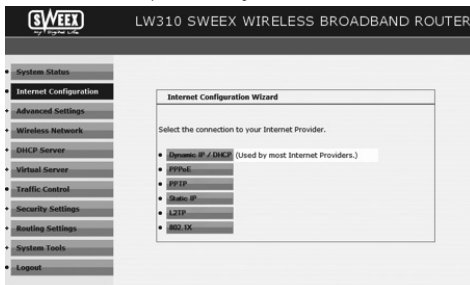 SWEEX
my Digital Life
LW310 SWEEX WIRELESS BROADBAND ROUTER
System Status
Internet Configuration
Advanced Settings
Wireless Network
DHCP Server
Virtual Server
Traffic Control
Security Settings
Routing Settings
System Tools
Logout
Internet Configuration Wizard
Select the connection to your Internet Provider.
Dynamic IP / DHCP (Used by most Internet Providers.)
PPPoE
PPTP
Static IP
L2TP
802.1X